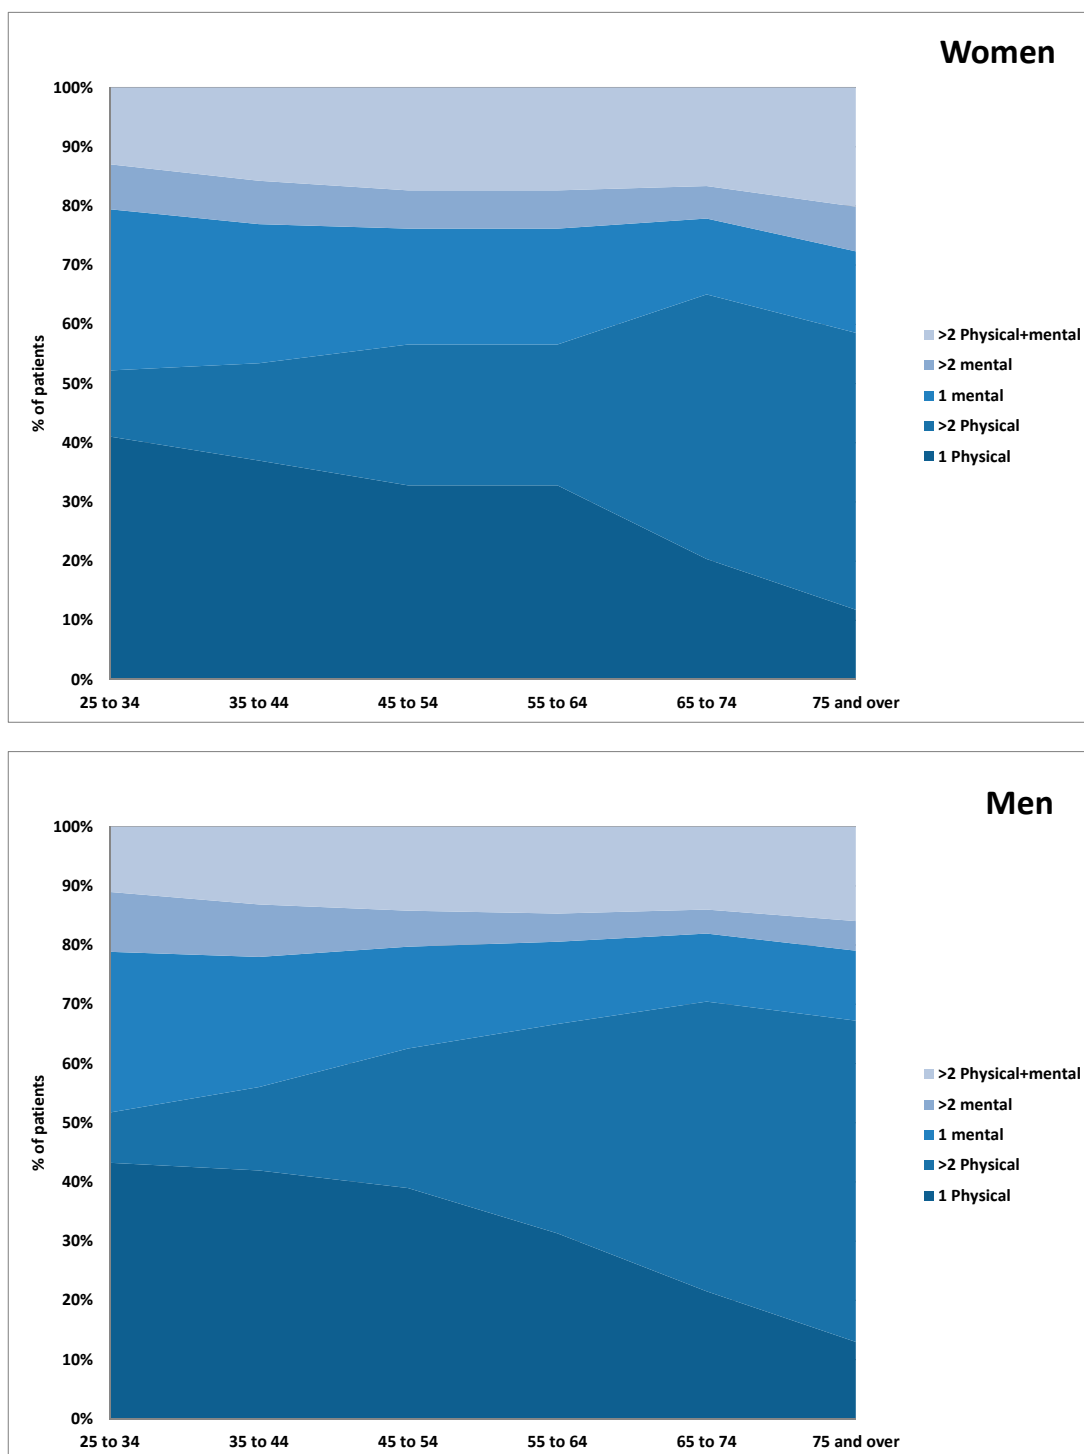 Women
100%
90%
80%
70%
60%
50%
40%
30%
20%
10%
0%
% of patients
25 to 34 35 to 44 45 to 54 55 to 64 65 to 74 75 and over
>2 Physical+mental
>2 mental
1 mental
>2 Physical
1 Physical
Men
100%
90%
80%
70%
60%
50%
40%
30%
20%
10%
0%
% of patients
25 to 34 35 to 44 45 to 54 55 to 64 65 to 74 75 and over
>2 Physical+mental
>2 mental
1 mental
>2 Physical
1 Physical